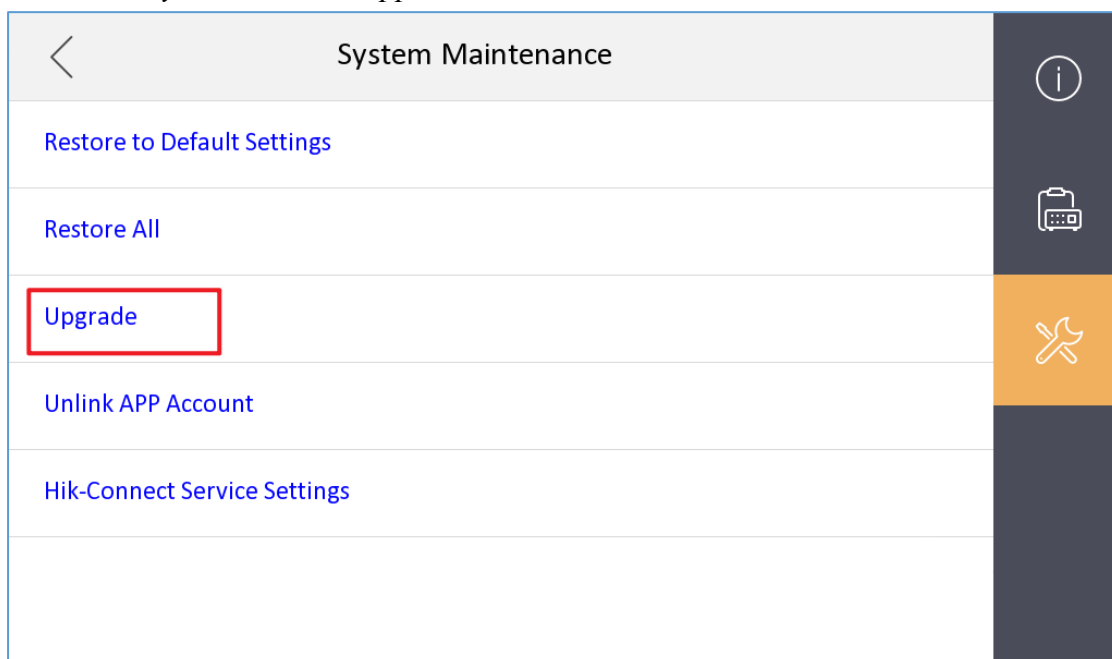 System Maintenance
Restore to Default Settings
Restore All
Upgrade
Unlink APP Account
Hik-Connect Service Settings